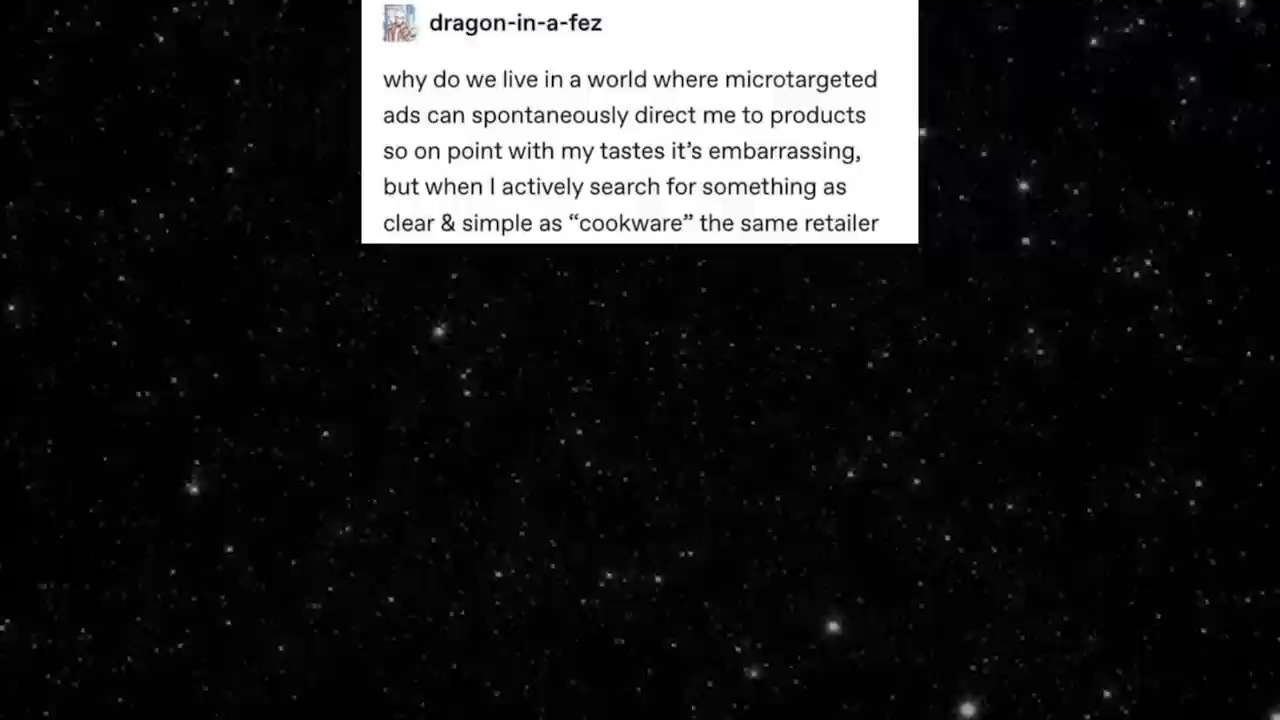 dragon-in-a-fez
why do we live in a world where microtargeted
ads can spontaneously direct me to products
so on point with my tastes it’s embarrassing,
but when I actively search for something as
clear & simple as “cookware” the same retailer